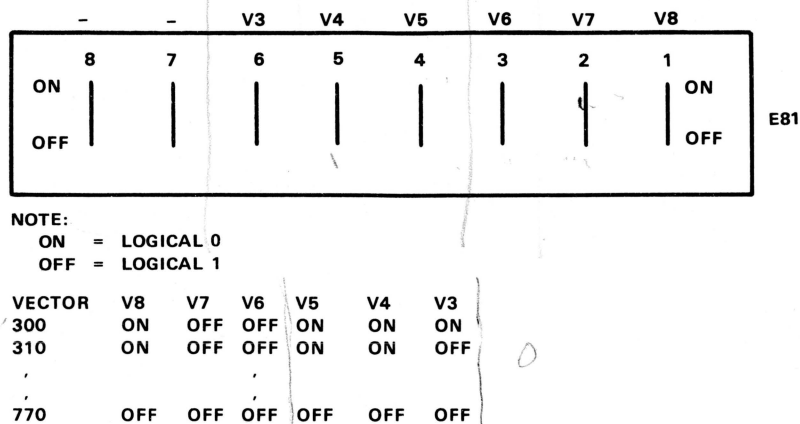 – – V3 V4 V5 V6 V7 V8
8 7 6 5 4 3 2 1
ON ON
E81
OFF OFF
NOTE:
ON = LOGICAL 0
OFF = LOGICAL 1
VECTOR V8 V7 V6 V5 V4 V3
300 ON OFF OFF ON ON ON
310 ON OFF OFF ON ON OFF
, ,
, ,
770 OFF OFF OFF OFF OFF OFF